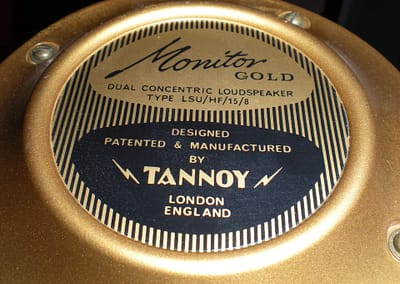 Monitor
GOLD
DUAL CONCENTRIC LOUDSPEAKER
TYPE LSU/HF/15/8
DESIGNED
PATENTED & MANUFACTURED
BY
TANNOY
LONDON
ENGLAND